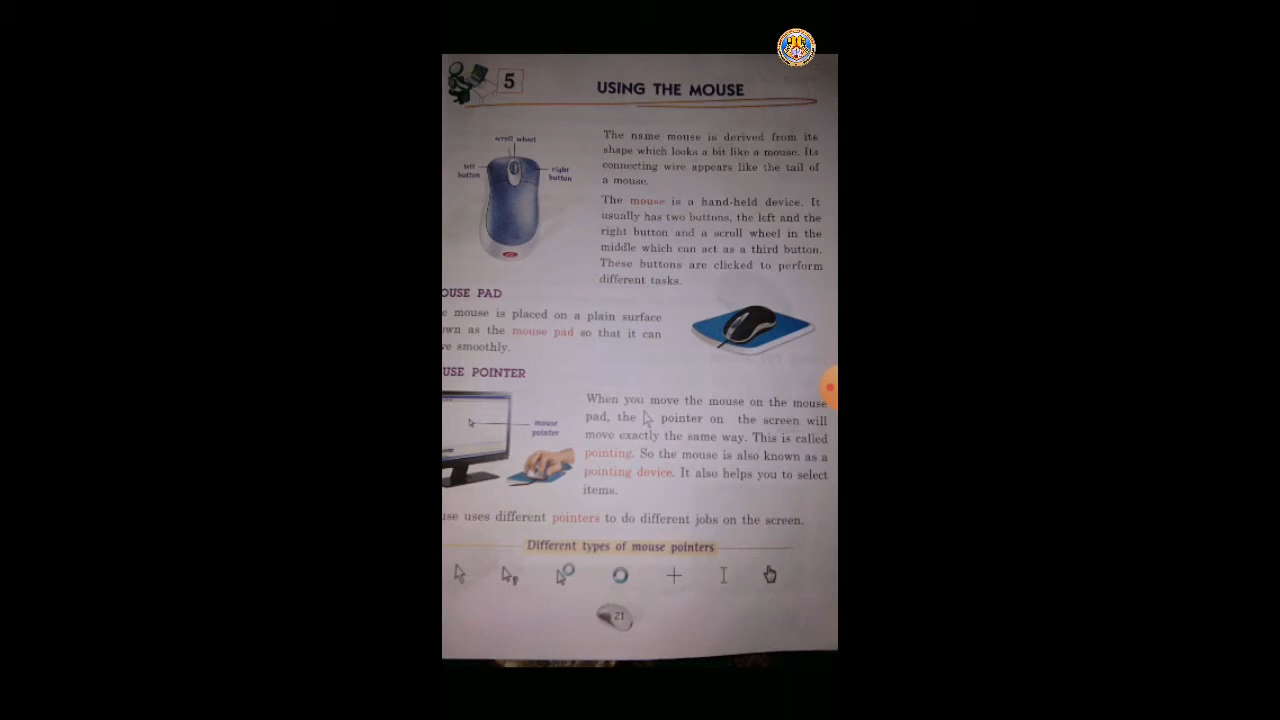 5
USING THE MOUSE
scroll wheel
left
button
right
button
The name mouse is derived from its
shape which looks a bit like a mouse. Its
connecting wire appears like the tail of
a mouse.
The mouse is a hand-held device. It
usually has two buttons, the left and the
right button and a scroll wheel in the
middle which can act as a third button.
These buttons are clicked to perform
different tasks.
OUSE PAD
e mouse is placed on a plain surface
own as the mouse pad so that it can
ve smoothly.
USE POINTER
mouse
pointer
When you move the mouse on the mouse
pad, the pointer on the screen will
move exactly the same way. This is called
pointing. So the mouse is also known as a
pointing device. It also helps you to select
items.
use uses different pointers to do different jobs on the screen.
Different types of mouse pointers
21